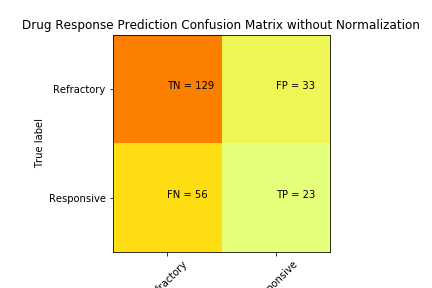 Drug Response Prediction Confusion Matrix without Normalization
True label
Refractory
TN = 129
FP = 33
Responsive
FN = 56
TP = 23